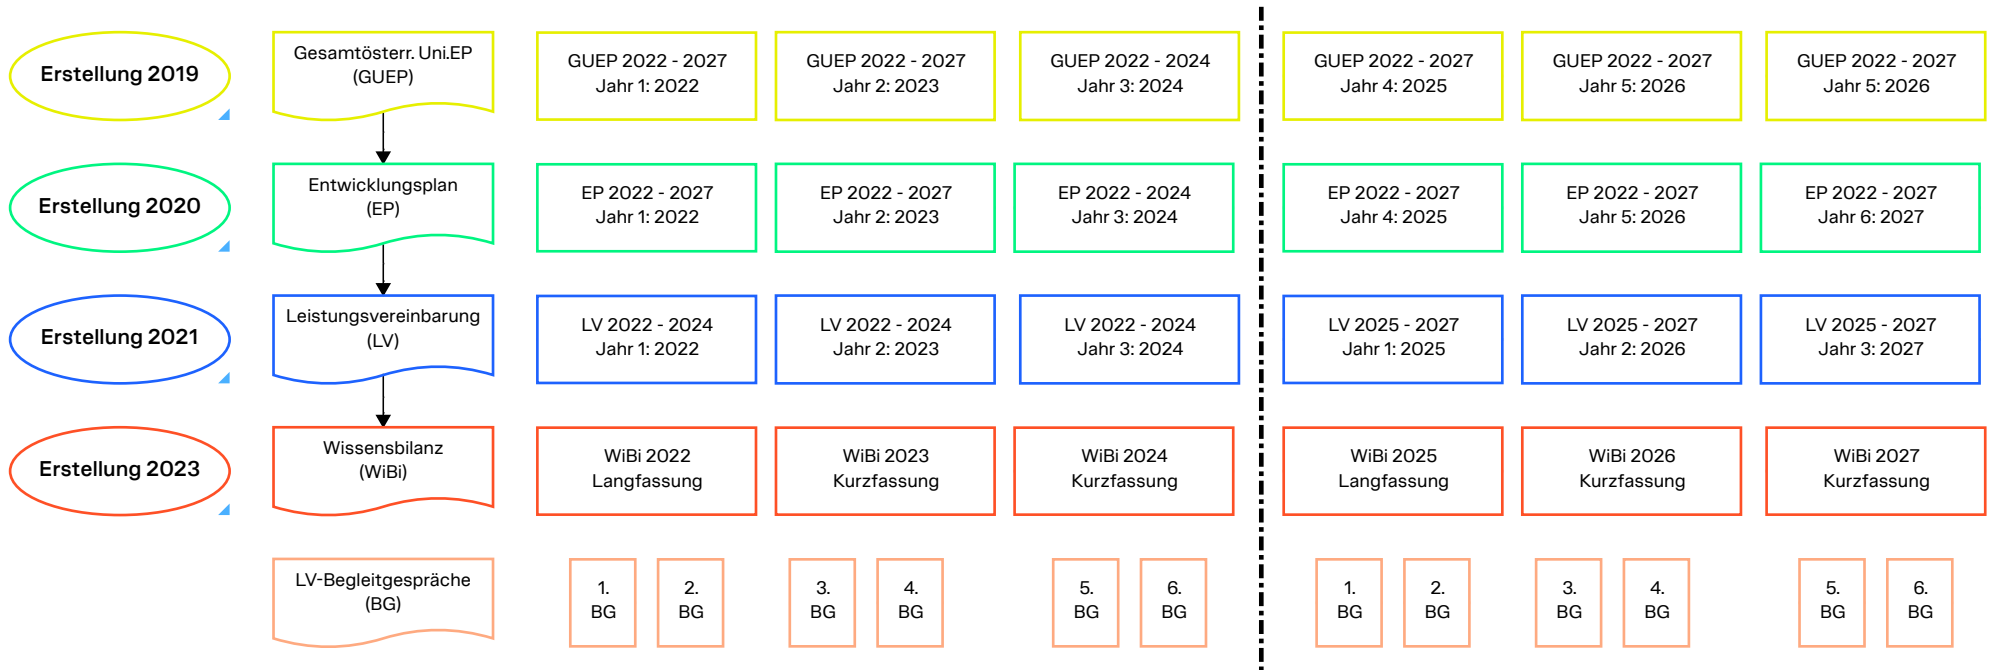 Erstellung 2019
Gesamtösterr. Uni.EP
(GUEP)
GUEP 2022 - 2027
Jahr 1: 2022
GUEP 2022 - 2027
Jahr 2: 2023
GUEP 2022 - 2024
Jahr 3: 2024
GUEP 2022 - 2027
Jahr 4: 2025
GUEP 2022 - 2027
Jahr 5: 2026
GUEP 2022 - 2027
Jahr 5: 2026
Erstellung 2020
Entwicklungsplan
(EP)
EP 2022 - 2027
Jahr 1: 2022
EP 2022 - 2027
Jahr 2: 2023
EP 2022 - 2024
Jahr 3: 2024
EP 2022 - 2027
Jahr 4: 2025
EP 2022 - 2027
Jahr 5: 2026
EP 2022 - 2027
Jahr 6: 2027
Erstellung 2021
Leistungsvereinbarung
(LV)
LV 2022 - 2024
Jahr 1: 2022
LV 2022 - 2024
Jahr 2: 2023
LV 2022 - 2024
Jahr 3: 2024
LV 2025 - 2027
Jahr 1: 2025
LV 2025 - 2027
Jahr 2: 2026
LV 2025 - 2027
Jahr 3: 2027
Erstellung 2023
Wissensbilanz
(WiBi)
WiBi 2022
Langfassung
WiBi 2023
Kurzfassung
WiBi 2024
Kurzfassung
WiBi 2025
Langfassung
WiBi 2026
Kurzfassung
WiBi 2027
Kurzfassung
LV-Begleitgespräche
(BG)
1.
BG
2.
BG
3.
BG
4.
BG
5.
BG
6.
BG
1.
BG
2.
BG
3.
BG
4.
BG
5.
BG
6.
BG